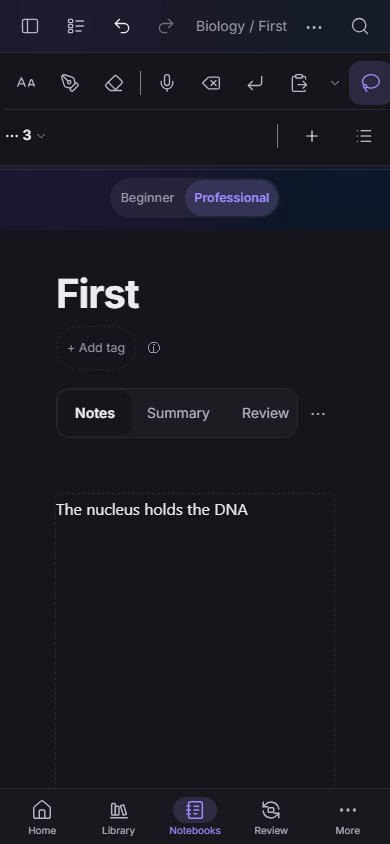 Biology / First
AA
3
Beginner Professional
First
+ Add tag
Notes Summary Review
The nucleus holds the DNA
Home Library Notebooks Review More